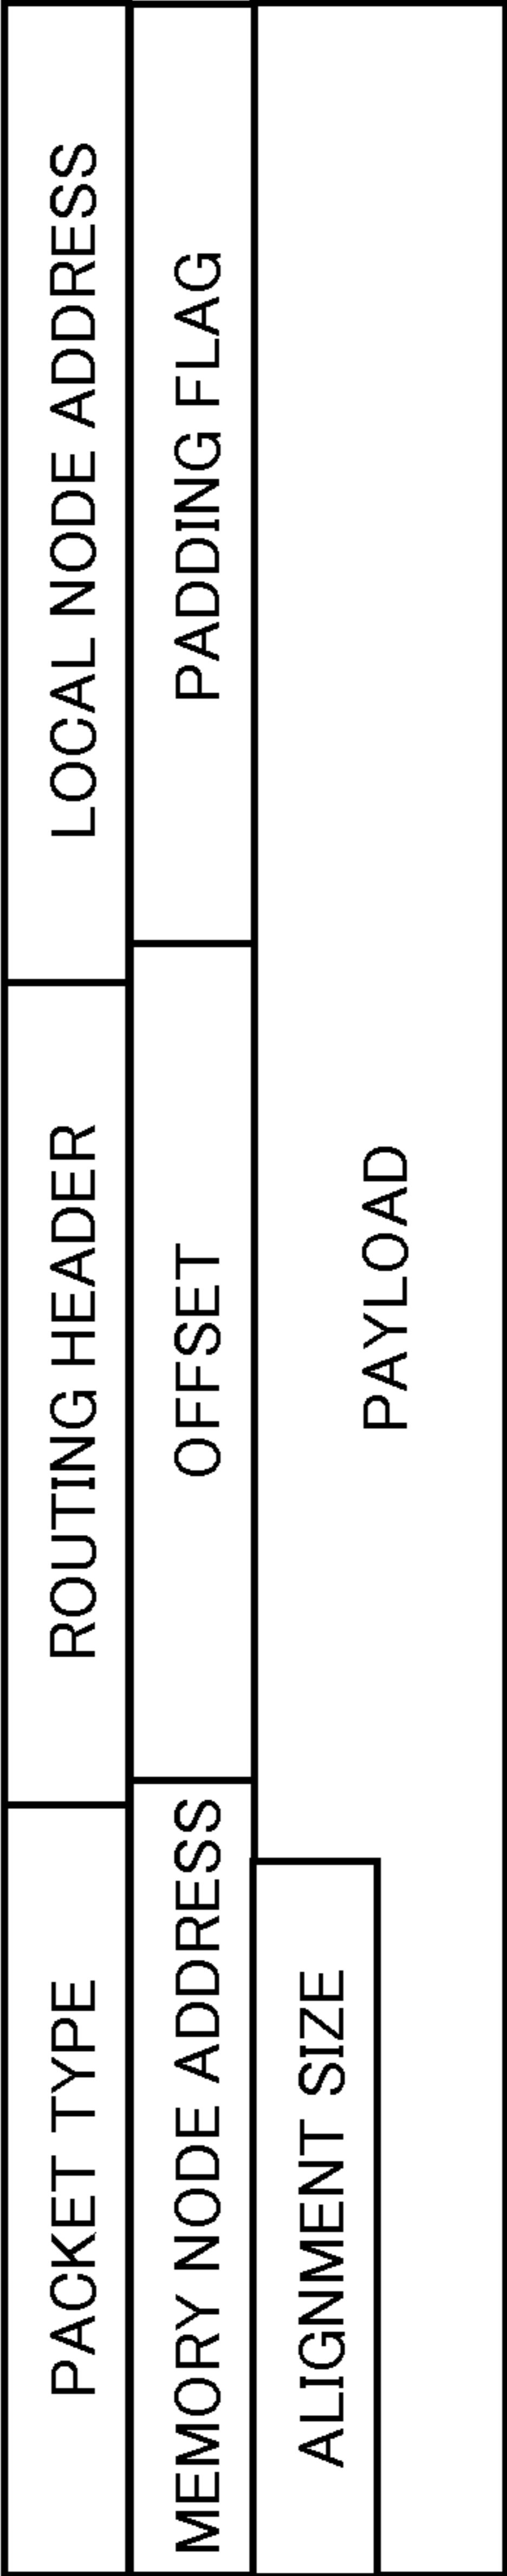 PACKET TYPE
ROUTING HEADER
LOCAL NODE ADDRESS
MEMORY NODE ADDRESS
OFFSET
PADDING FLAG
ALIGNMENT SIZE
PAYLOAD